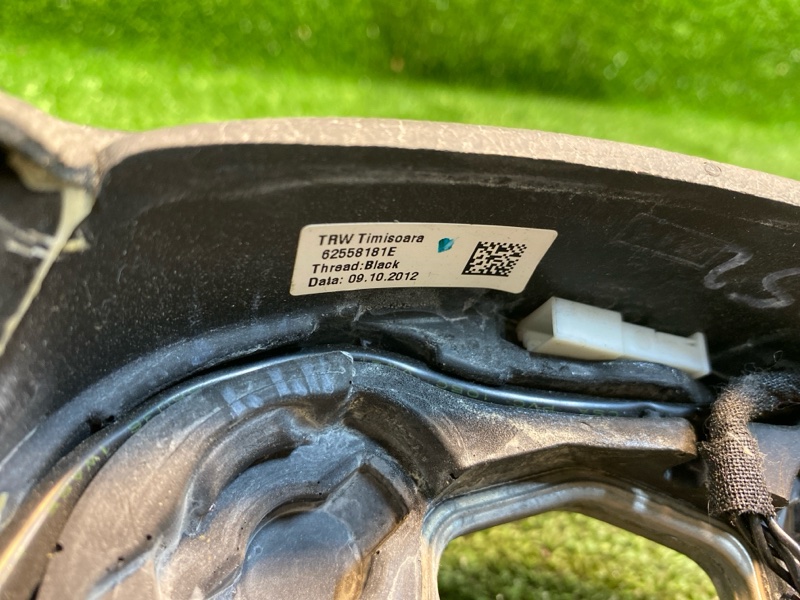 TRW Timisoara
62558181E
Thread:Black
Data: 09.10.2012